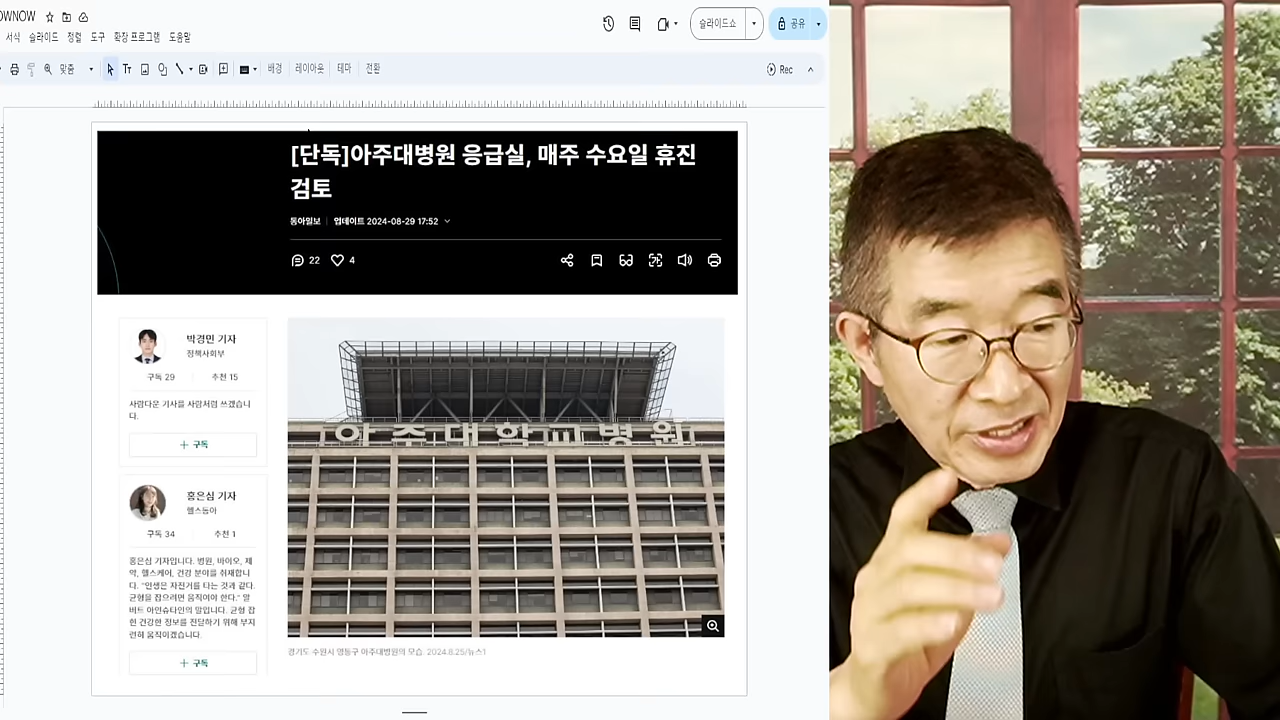 OWNOW
서식 슬라이드 정렬 도구 확장 프로그램 도움말
슬라이드쇼
공유
맞춤
배경 레이아웃 테마 전환
Rec
[단독]아주대병원 응급실, 매주 수요일 휴진
검토
동아일보 업데이트 2024-08-29 17:52
22 4
박경민 기자
정책사회부
구독 29 추천 15
사람다운 기사를 사람처럼 쓰겠습니
다.
+ 구독
홍은심 기자
헬스동아
구독 34 추천 1
홍은심 기자입니다. 병원, 바이오, 제
약, 헬스케어, 건강 분야를 취재합니
다. "인생은 자전거를 타는 것과 같다.
균형을 잡으려면 움직여야 한다." 알
베트 아인슈타인의 말입니다. 균형 잡
힌 건강한 정보를 전달하기 위해 부지
런히 움직이겠습니다.
+ 구독
아주대학교병원
경기도 수원시 영통구 아주대병원의 모습. 2024.8.25/뉴스1